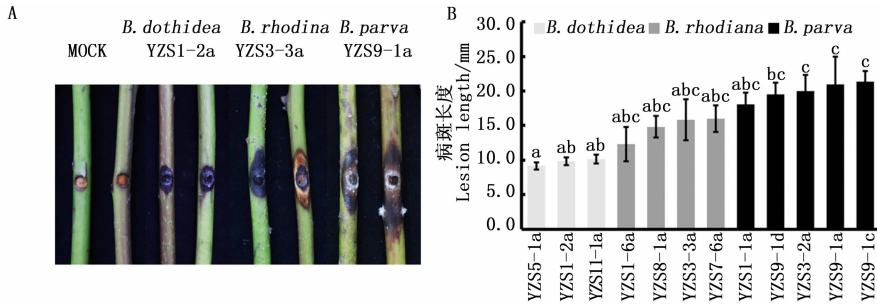 A
B. dothidea B. rhodina B. parva
MOCK YZS1-2a YZS3-3a YZS9-1a
B
病斑长度
Lesion length/mm
B. dothidea B. rhodiana B. parva
30.0
25.0
20.0
15.0
10.0
5.0
0.0
a ab ab abc abc abc abc abc bc c c c
YZS5-1a
YZS1-2a
YZS11-1a
YZS1-6a
YZS8-1a
YZS3-3a
YZS7-6a
YZS1-1a
YZS9-1d
YZS3-2a
YZS9-1a
YZS9-1c